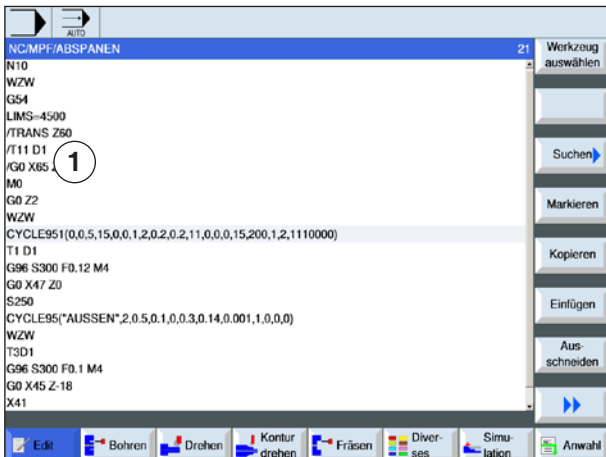 AUTO
NC/MPF/ABSPANEN 21
N10
WZW
G54
LIMS=4500
/TRANS Z60
/T11 D1
/G0 X65
1
M0
G0 Z2
WZW
CYCLE951(0,0,5,15,0,0,1,2,0.2,0.2,11,0,0,0,15,200,1,2,1110000)
T1 D1
G96 S300 F0.12 M4
G0 X47 Z0
S250
CYCLE95("AUSSEN",2,0.5,0.1,0,0.3,0.14,0.001,1,0,0,0)
WZW
T3D1
G96 S300 F0.1 M4
G0 X45 Z-18
X41
Werkzeug
auswählen
Suchen
Markieren
Kopieren
Einfügen
Aus-
schneiden
Edit
Bohren
Drehen
Kontur
drehen
Fräsen
Diver-
ses
Simu-
lation
NC
Anwahl